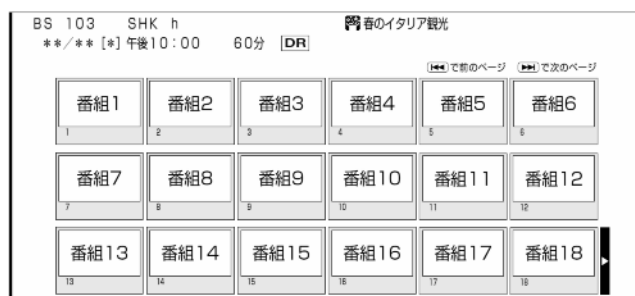 BS 103 SHK h 春のイタリア観光
**/** [*] 午後10:00 60分 DR
で前のページ で次のページ
番組1 番組2 番組3 番組4 番組5 番組6
1 2 3 4 5 6
番組7 番組8 番組9 番組10 番組11 番組12
7 8 9 10 11 12
番組13 番組14 番組15 番組16 番組17 番組18
13 14 15 16 17 18